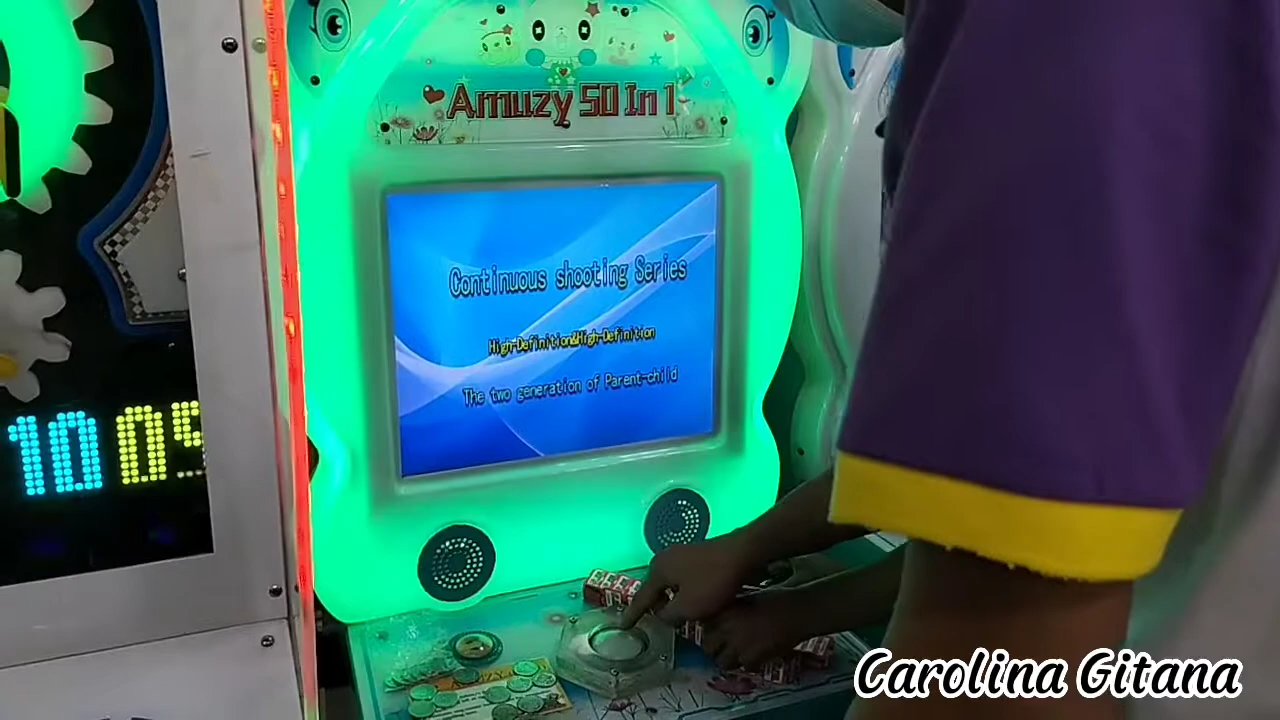 Amuzy 50 In 1
Continuous shooting Series
High-Definition&High-Definition
The two generation of Parent-child
10 05
Carolina Gitana